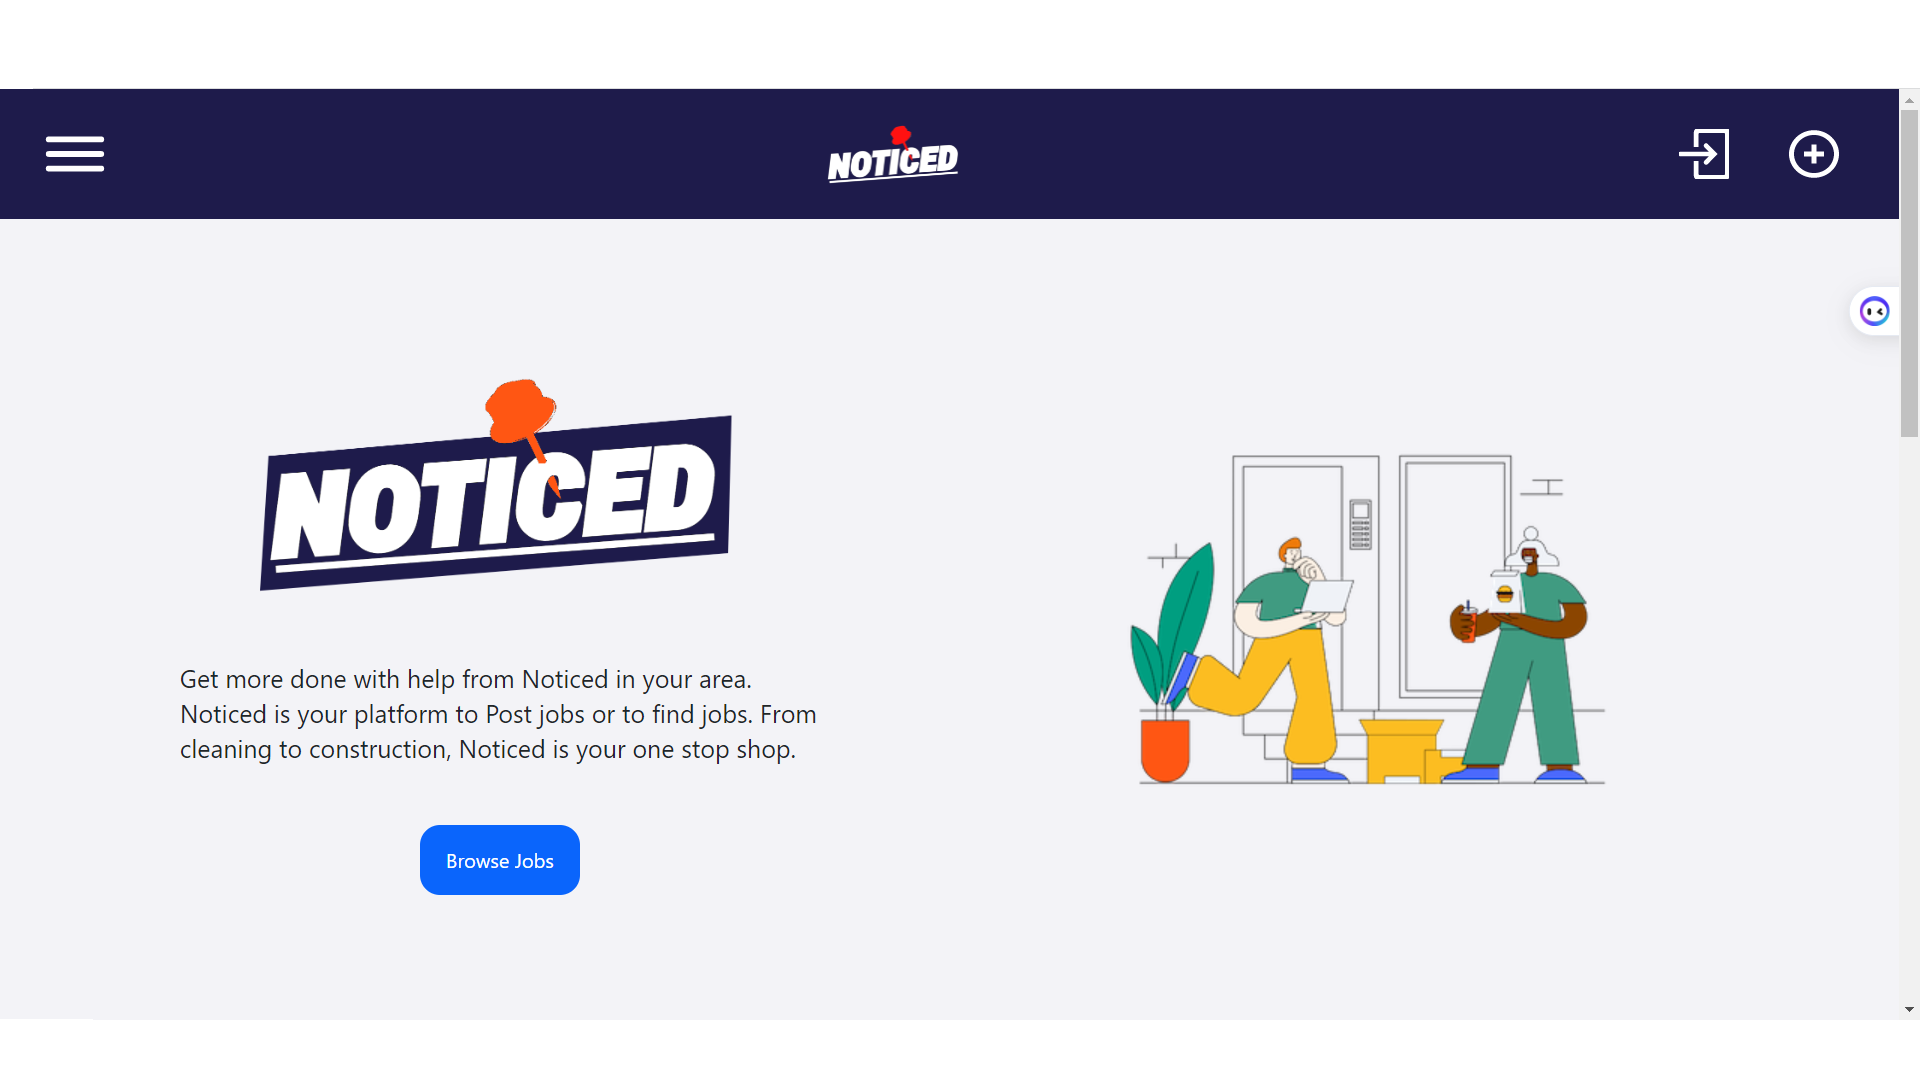 NOTICED
NOTICED
Get more done with help from Noticed in your area.
Noticed is your platform to Post jobs or to find jobs. From
cleaning to construction, Noticed is your one stop shop.
Browse Jobs